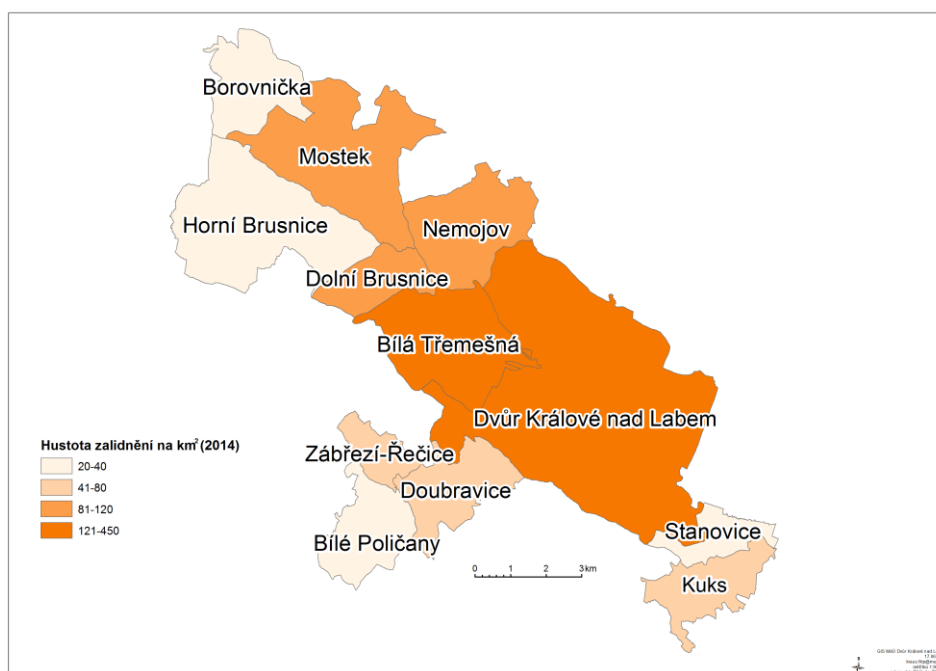 Borovnička
Mostek
Horní Brusnice
Nemojov
Dolní Brusnice
Bílá Třemešná
Dvůr Králové nad Labem
Hustota zalidnění na km² (2014)
20-40
41-80
81-120
121-450
Zábřezí-Řečice
Doubravice
Bílé Poličany
Stanovice
Kuks
0 1 2 3 km